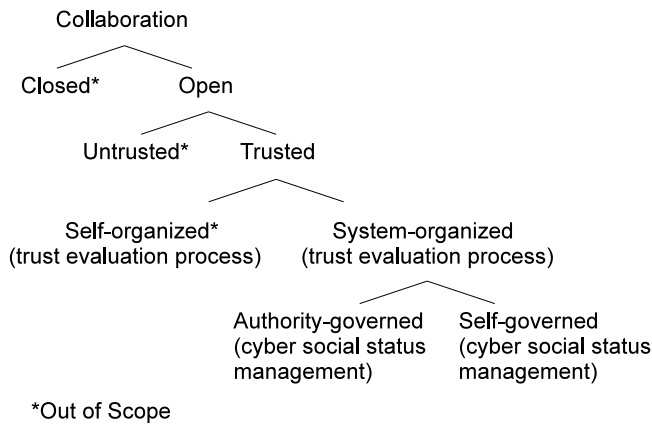 Collaboration
Closed*
Open
Untrusted*
Trusted
Self-organized*
(trust evaluation process)
System-organized
(trust evaluation process)
Authority-governed
(cyber social status
management)
Self-governed
(cyber social status
management)
*Out of Scope